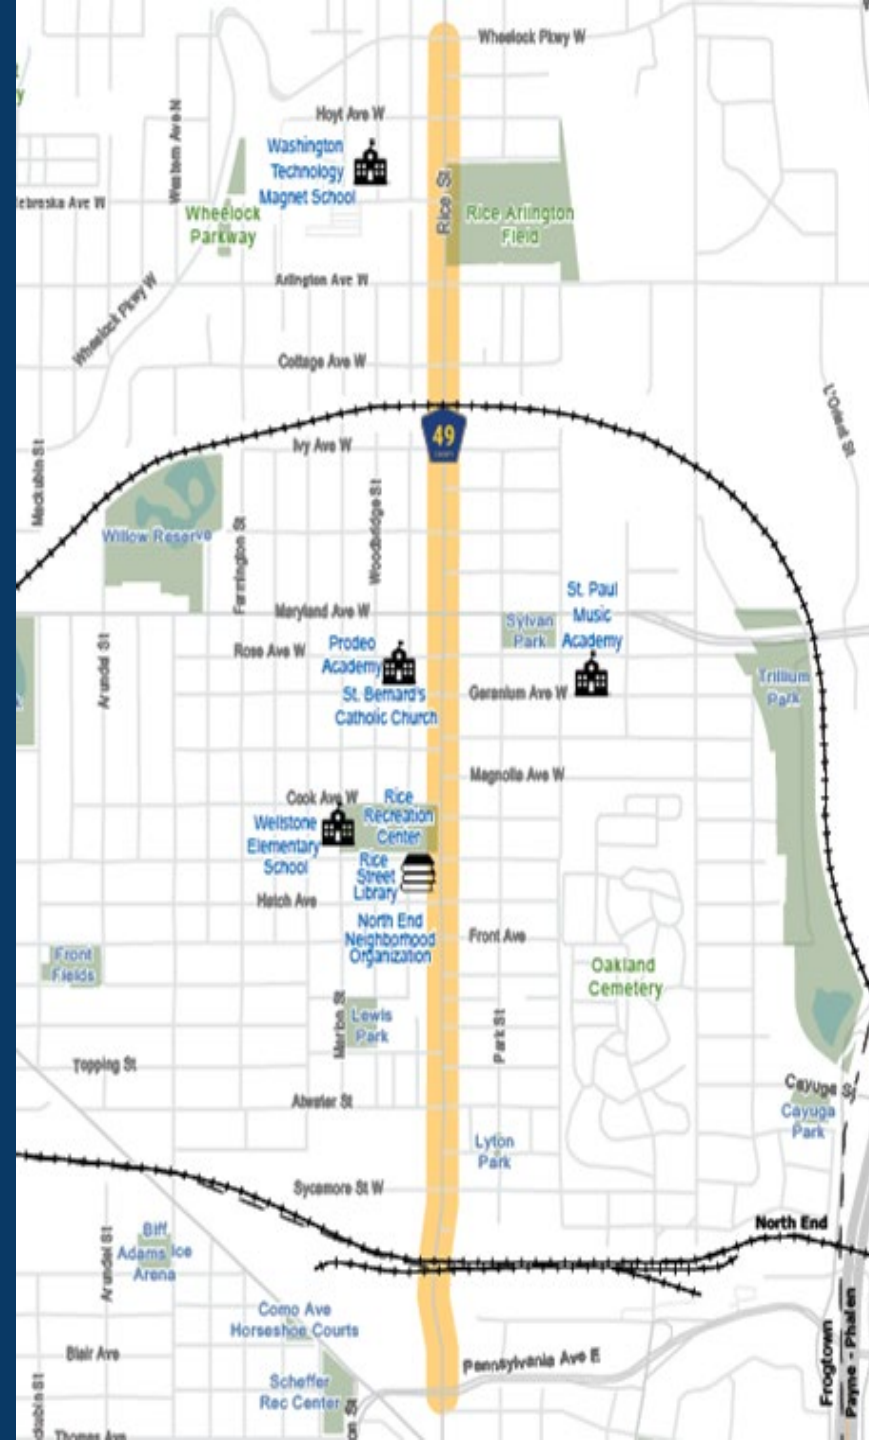 Wheelock Pkwy W
Hoyt Ave W
Western Ave N
Washington
Technology
Magnet School
Rice St
Wheelock
Parkway
Rice Arlington
Field
Arlington Ave W
Wheelock Pkwy W
Cottage Ave W
L'Orient St
49
Ivy Ave W
Mackubin St
Woodbridge St
Willow Reserve
Farrington St
Maryland Ave W
St. Paul
Music
Academy
Sylvan
Park
Rose Ave W
Prodeo
Academy
Arundel St
St. Bernard's
Catholic Church
Geranium Ave W
Trillium
Park
Magnolia Ave W
Cook Ave W
Rice
Recreation
Center
Wellstone
Elementary
School
Rice
Street
Library
Hatch Ave
North End
Neighborhood
Organization
Front Ave
Front
Fields
Oakland
Cemetery
Marion St
Lewis
Park
Park St
Topping St
Cayuga St
Atwater St
Cayuga
Park
Lyton
Park
Sycamore St W
North End
Arundel St
Biff
Adams Ice
Arena
Como Ave
Horseshoe Courts
Blair Ave
Pennsylvania Ave E
Frogtown
Payne - Phalen
Scheffer
Rec Center
Thomas Ave